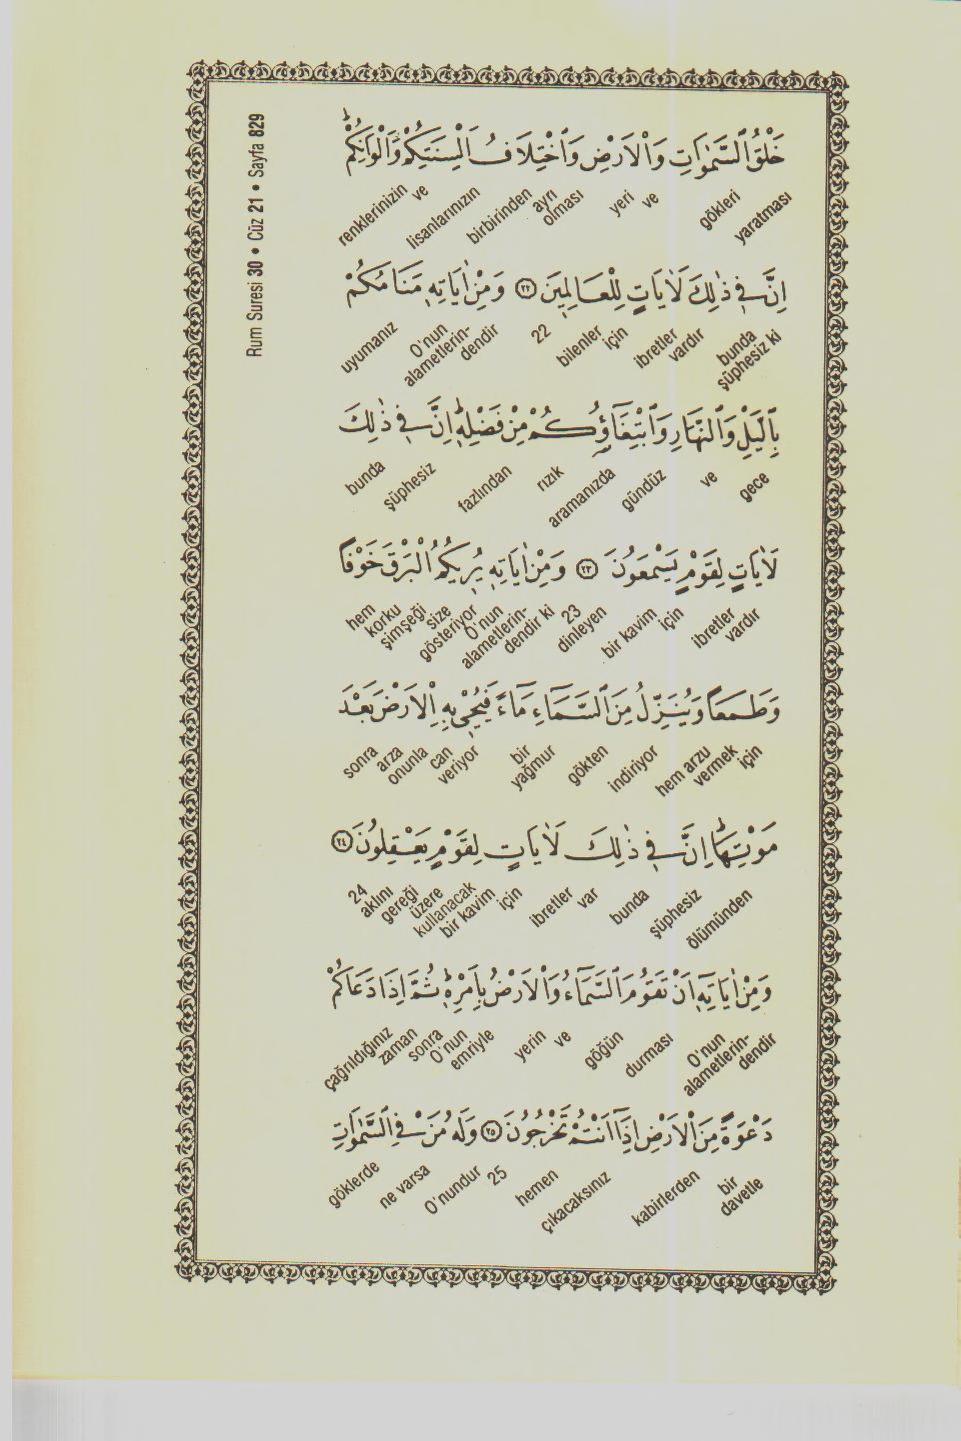 Rum Suresi 30 • Cüz 21 • Sayfa 829
خَلْقُ السَّمٰوَاتِ وَالْاَرْضِ وَاخْتِلَافُ اَلْسِنَتِكُمْ وَاَلْوَانِكُمْۜ
yaratması gökleri ve yeri ayrı olması birbirinden lisanlarınızın ve renklerinizin
اِنَّ فٖي ذٰلِكَ لَاٰيَاتٍ لِلْعَالِمٖينَ ﴿٢٢﴾ وَمِنْ اٰيَاتِهٖ مَنَامُكُمْ
şüphesiz ki bunda vardır ibretler için bilenler 22 O'nun alametlerin-dendir uyumanız
بِالَّيْلِ وَالنَّهَارِ وَابْتِغَٓاؤُ۬كُمْ مِنْ فَضْلِهٖۜ اِنَّ فٖي ذٰلِكَ
gece ve gündüz aramanızda rızık fazlından şüphesiz bunda
لَاٰيَاتٍ لِقَوْمٍ يَسْمَعُونَ ﴿٢٣﴾ وَمِنْ اٰيَاتِهٖ يُرٖيكُمُ الْبَرْقَ خَوْفًا
vardır ibretler için bir kavim dinleyen 23 O'nun alametlerin-dendir ki gösteriyor size şimşeği korku hem
وَطَمَعًا وَيُنَزِّلُ مِنَ السَّمَٓاءِ مَٓاءً فَيُحْيٖ بِهِ الْاَرْضَ بَعْدَ
için vermek hem arzu indiriyor gökten bir yağmur can veriyor onunla arza sonra
مَوْتِهَاۜ اِنَّ فٖي ذٰلِكَ لَاٰيَاتٍ لِقَوْمٍ يَعْقِلُونَ ﴿٢٤﴾
ölümünden şüphesiz bunda var ibretler için bir kavim kullanacak üzere gereği aklını 24
وَمِنْ اٰيَاتِهٖٓ اَنْ تَقُومَ السَّمَٓاءُ وَالْاَرْضُ بِاَمْرِهٖۜ ثُمَّ اِذَا دَعَاكُمْ
O'nun alametlerin-dendir durması göğün ve yerin O'nun emriyle sonra zaman çağrıldığınız
دَعْوَةً مِنَ الْاَرْضِ اِذَٓا اَنْتُمْ تَخْرُجُونَ ﴿٢٥﴾ وَلَهُ مَنْ فِي السَّمٰوَاتِ
bir davetle kabirlerden çıkacaksınız hemen 25 O'nundur ne varsa göklerde